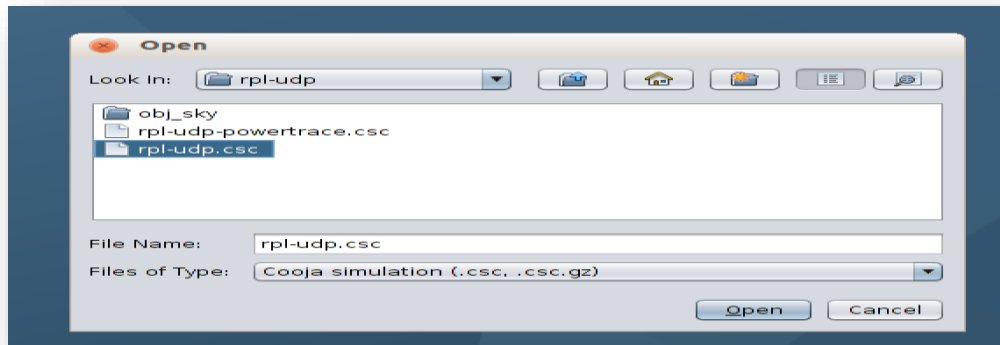 Open
Look In: rpl-udp
obj_sky
rpl-udp-powertrace.csc
rpl-udp.csc
File Name: rpl-udp.csc
Files of Type: Cooja simulation (.csc, .csc.gz)
Open Cancel